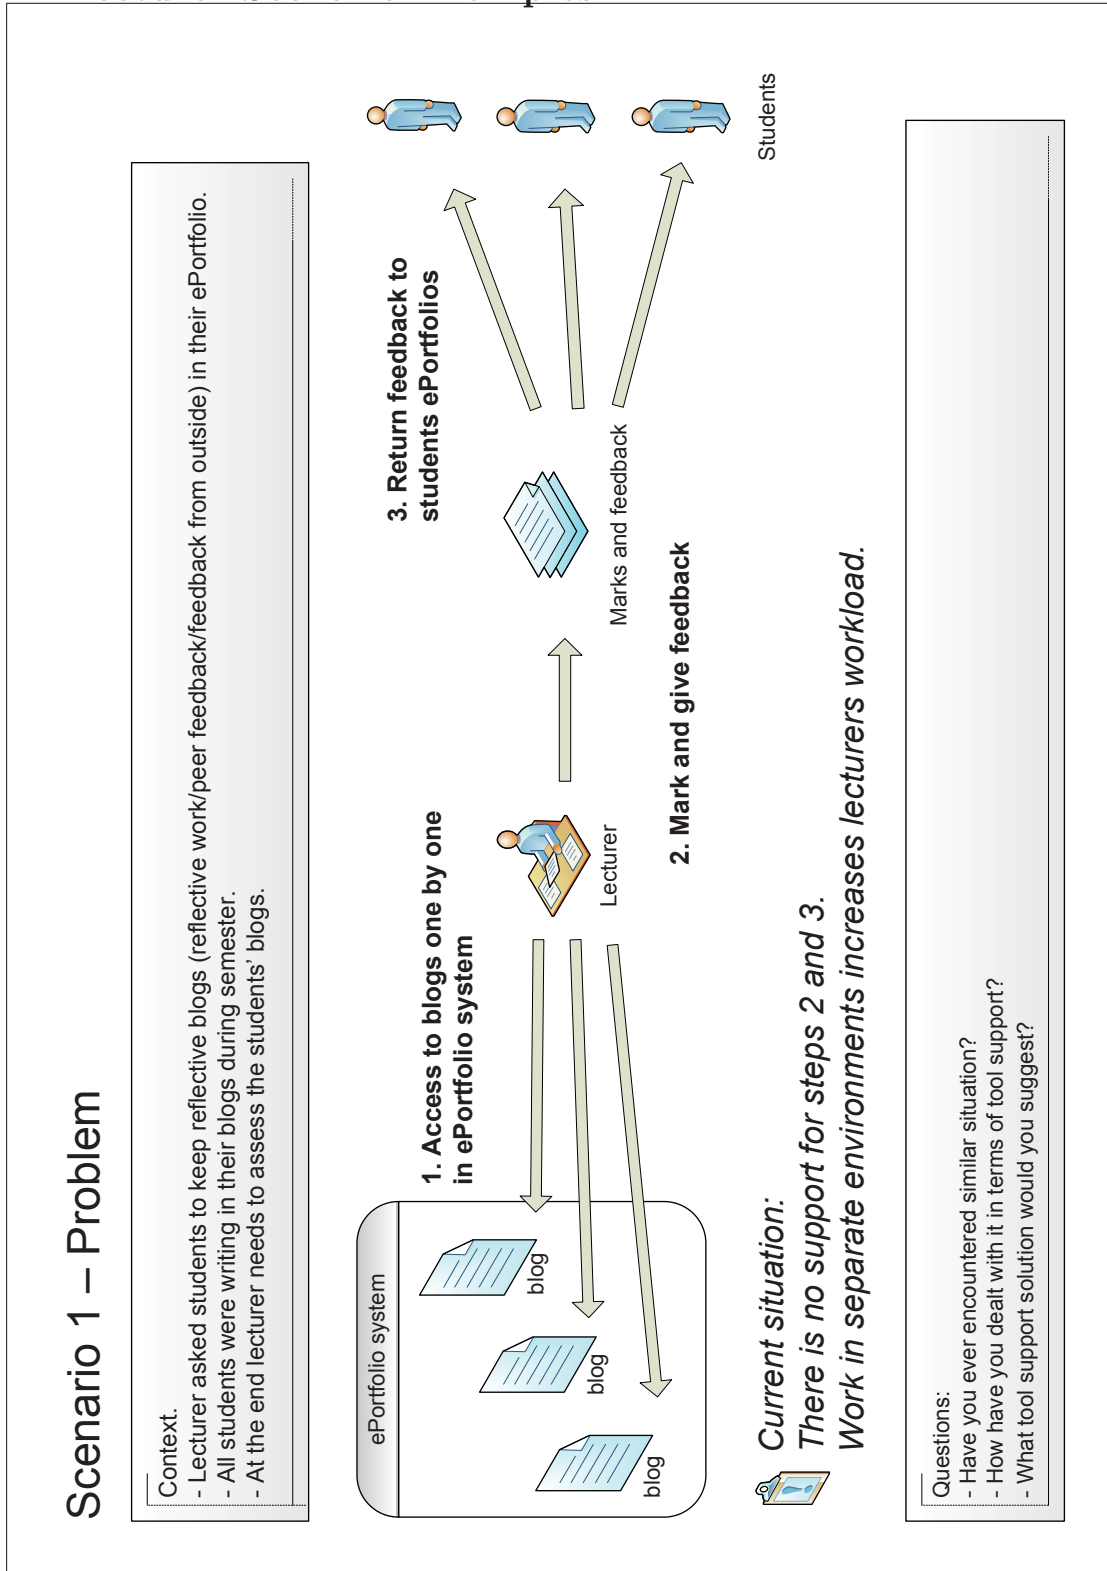 Scenario 1 – Problem
Context.
- Lecturer asked students to keep reflective blogs (reflective work/peer feedback/feedback from outside) in their ePortfolio.
- All students were writing in their blogs during semester.
- At the end lecturer needs to assess the students' blogs.
ePortfolio system
blog
blog
blog
1. Access to blogs one by one
in ePortfolio system
Lecturer
2. Mark and give feedback
Marks and feedback
3. Return feedback to
students ePortfolios
Students
Current situation:
There is no support for steps 2 and 3.
Work in separate environments increases lecturers workload.
Questions:
- Have you ever encountered similar situation?
- How have you dealt with it in terms of tool support?
- What tool support solution would you suggest?